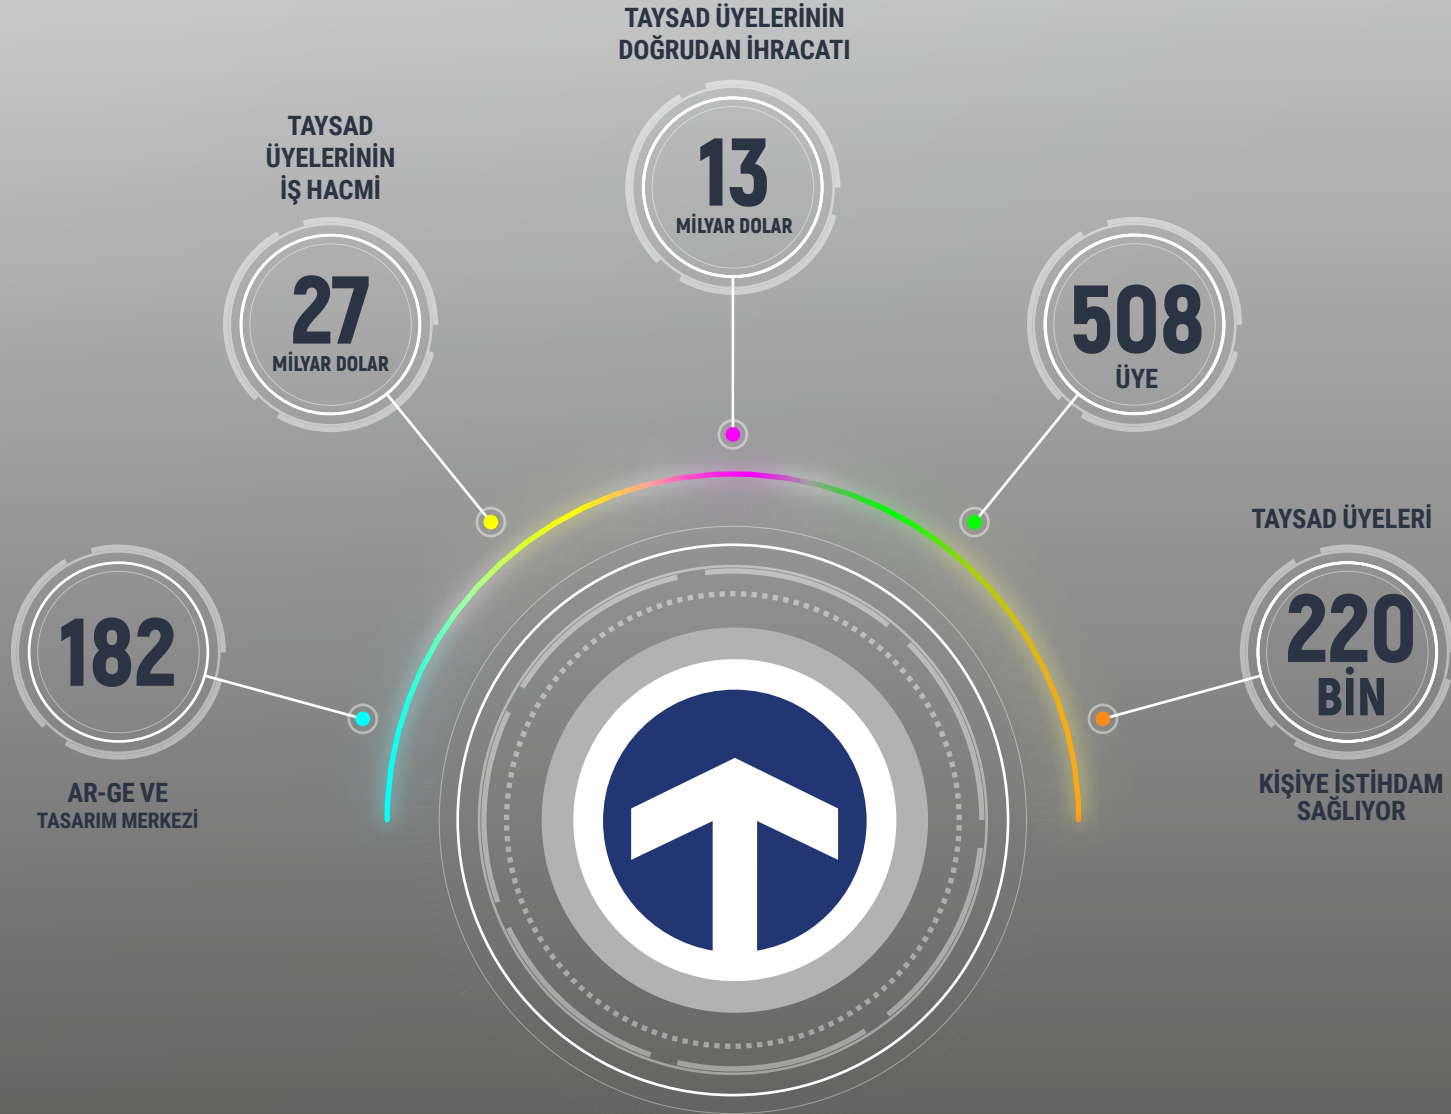 TAYSAD ÜYELERİNİN
DOĞRUDAN İHRACATI
13
MİLYAR DOLAR
TAYSAD
ÜYELERİNİN
İŞ HACMİ
27
MİLYAR DOLAR
508
ÜYE
182
AR-GE VE
TASARIM MERKEZİ
TAYSAD ÜYELERİ
220
BİN
KİŞİYE İSTİHDAM
SAĞLIYOR